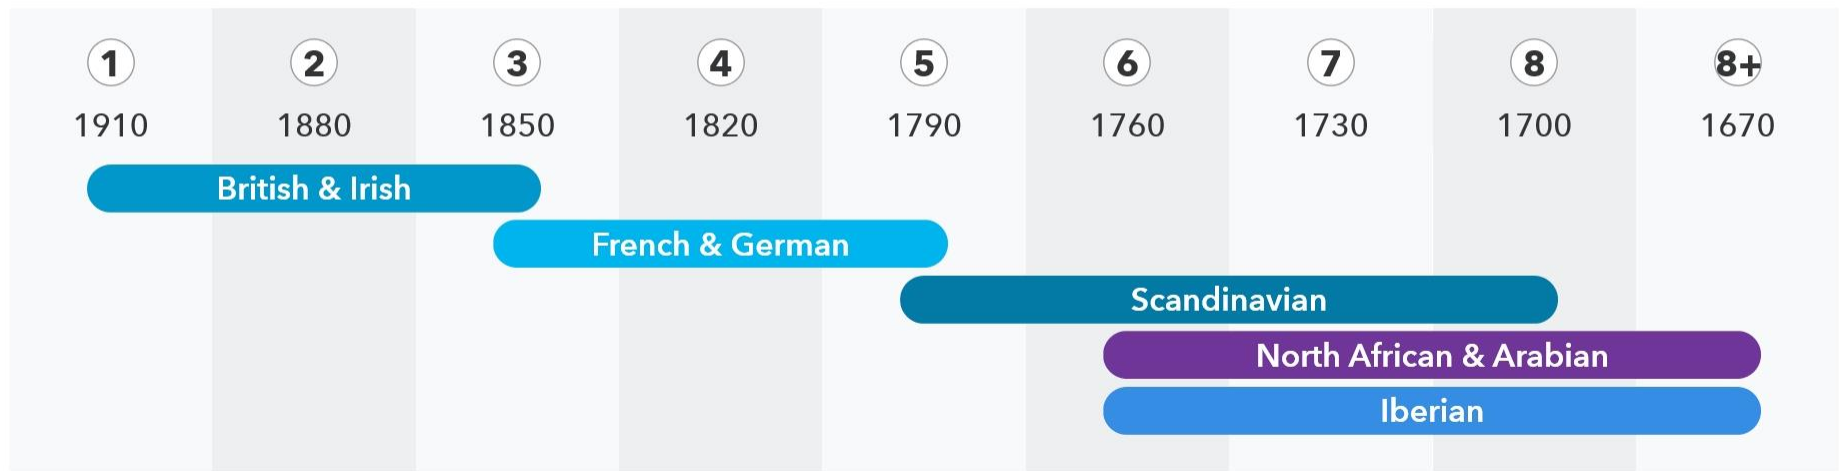 1 2 3 4 5 6 7 8 8+
1910 1880 1850 1820 1790 1760 1730 1700 1670
British & Irish
French & German
Scandinavian
North African & Arabian
Iberian